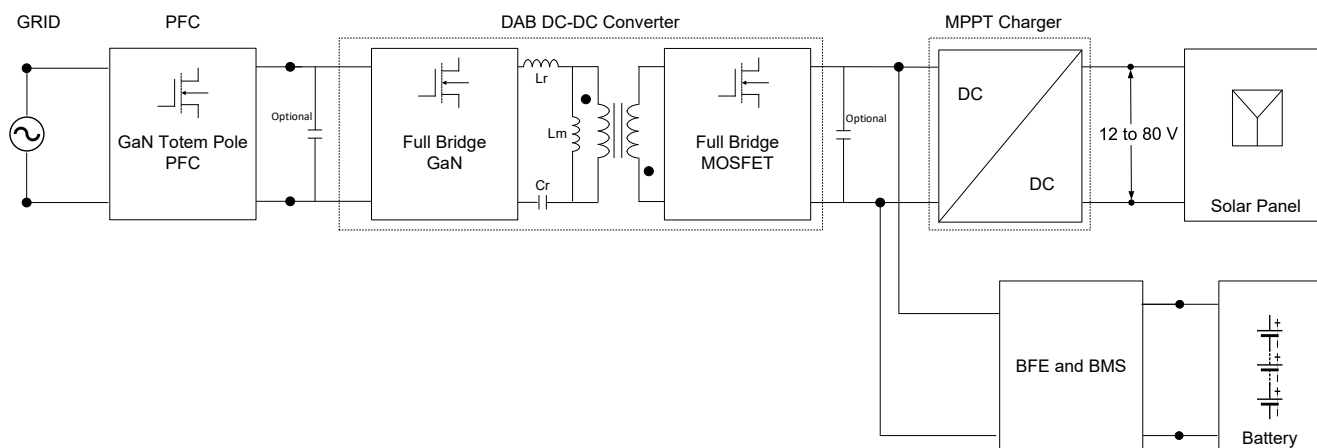 GRID
PFC
DAB DC-DC Converter
MPPT Charger
GaN Totem Pole
PFC
Optional
Full Bridge
GaN
Lr
Lm
Cr
Full Bridge
MOSFET
Optional
DC
DC
12 to 80 V
Solar Panel
BFE and BMS
+
+
+
Battery